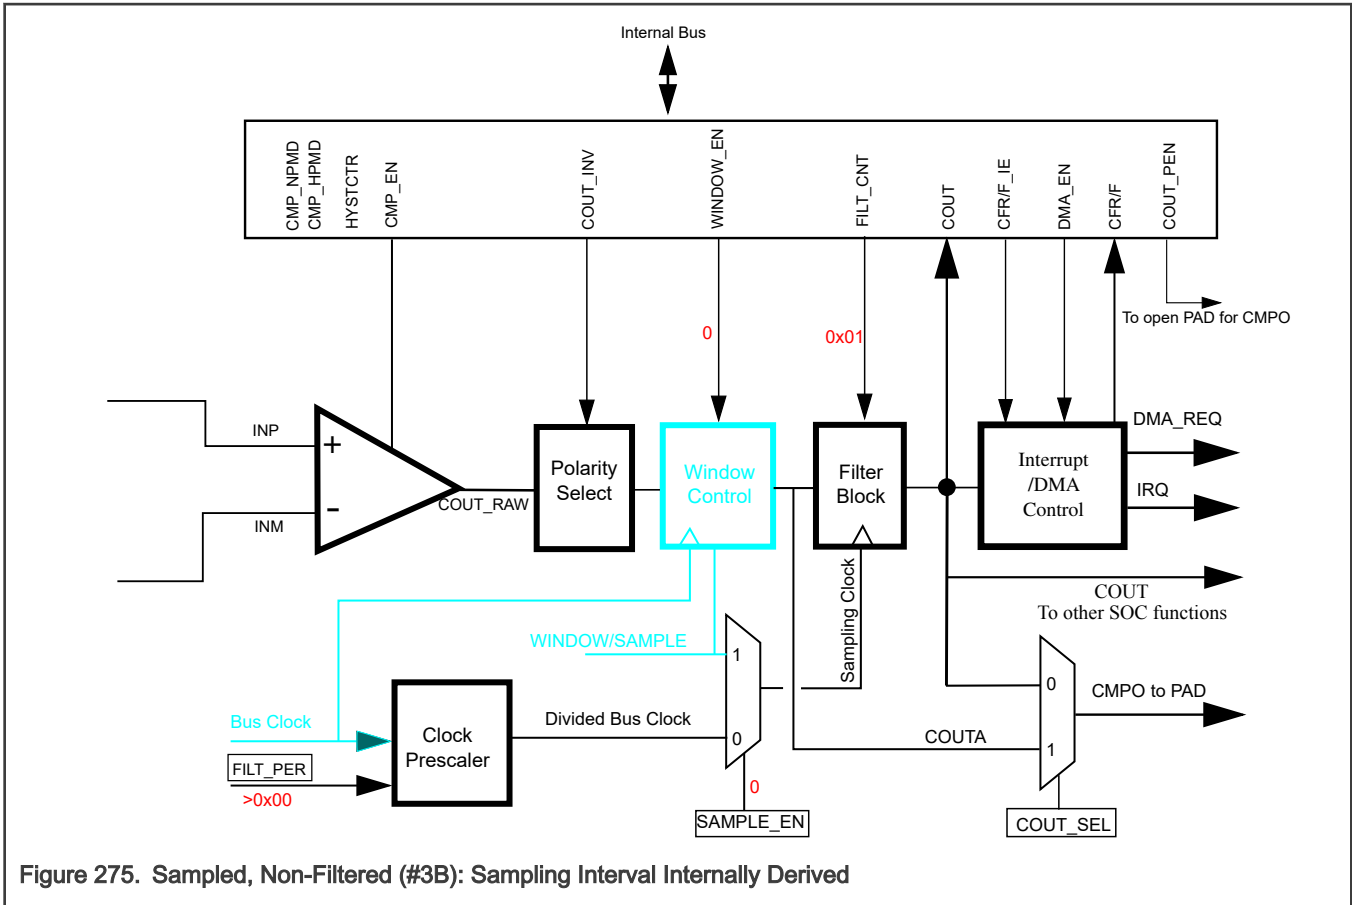 Internal Bus
CMP_NPMD
CMP_HPMD
HYSTCTR
CMP_EN
COUT_INV
WINDOW_EN
FILT_CNT
COUT
CFR/F_IE
DMA_EN
CFR/F
COUT_PEN
To open PAD for CMPO
0
0x01
INP
+
-
INM
COUT_RAW
Polarity
Select
Window
Control
Filter
Block
Interrupt
/DMA
Control
DMA_REQ
IRQ
COUT
To other SOC functions
Sampling Clock
WINDOW/SAMPLE
1
0
0
SAMPLE_EN
Bus Clock
FILT_PER
>0x00
Clock
Prescaler
Divided Bus Clock
COUTA
0
1
CMPO to PAD
COUT_SEL
Figure 275. Sampled, Non-Filtered (#3B): Sampling Interval Internally Derived